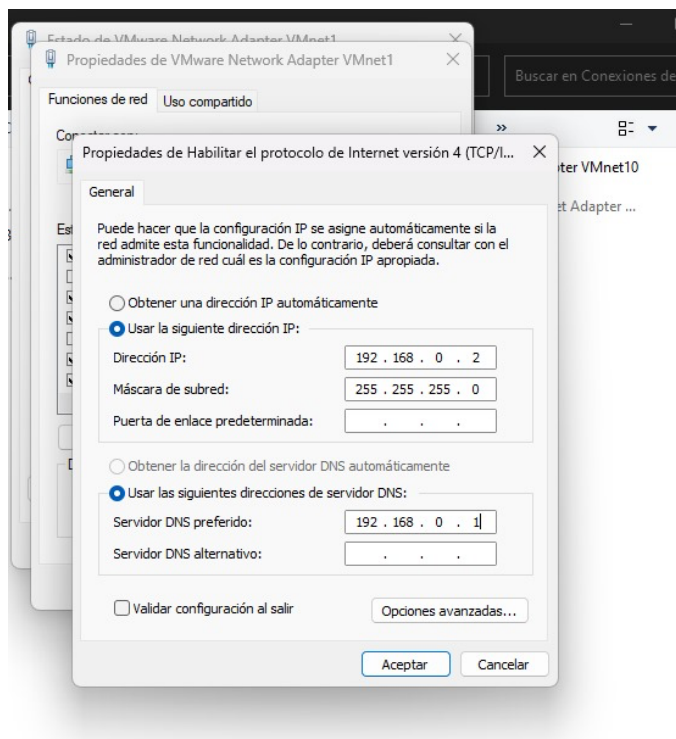 Estado de VMware Network Adapter VMnet1
Propiedades de VMware Network Adapter VMnet1
Buscar en Conexiones de
Funciones de red
Uso compartido
»
Propiedades de Habilitar el protocolo de Internet versión 4 (TCP/I...
VMnet10
et Adapter ...
General
Puede hacer que la configuración IP se asigne automáticamente si la
red admite esta funcionalidad. De lo contrario, deberá consultar con el
administrador de red cuál es la configuración IP apropiada.
Obtener una dirección IP automáticamente
Usar la siguiente dirección IP:
Dirección IP: 192 . 168 . 0 . 2
Máscara de subred: 255 . 255 . 255 . 0
Puerta de enlace predeterminada: . . .
Obtener la dirección del servidor DNS automáticamente
Usar las siguientes direcciones de servidor DNS:
Servidor DNS preferido: 192 . 168 . 0 . 1
Servidor DNS alternativo: . . .
Validar configuración al salir
Opciones avanzadas...
Aceptar
Cancelar